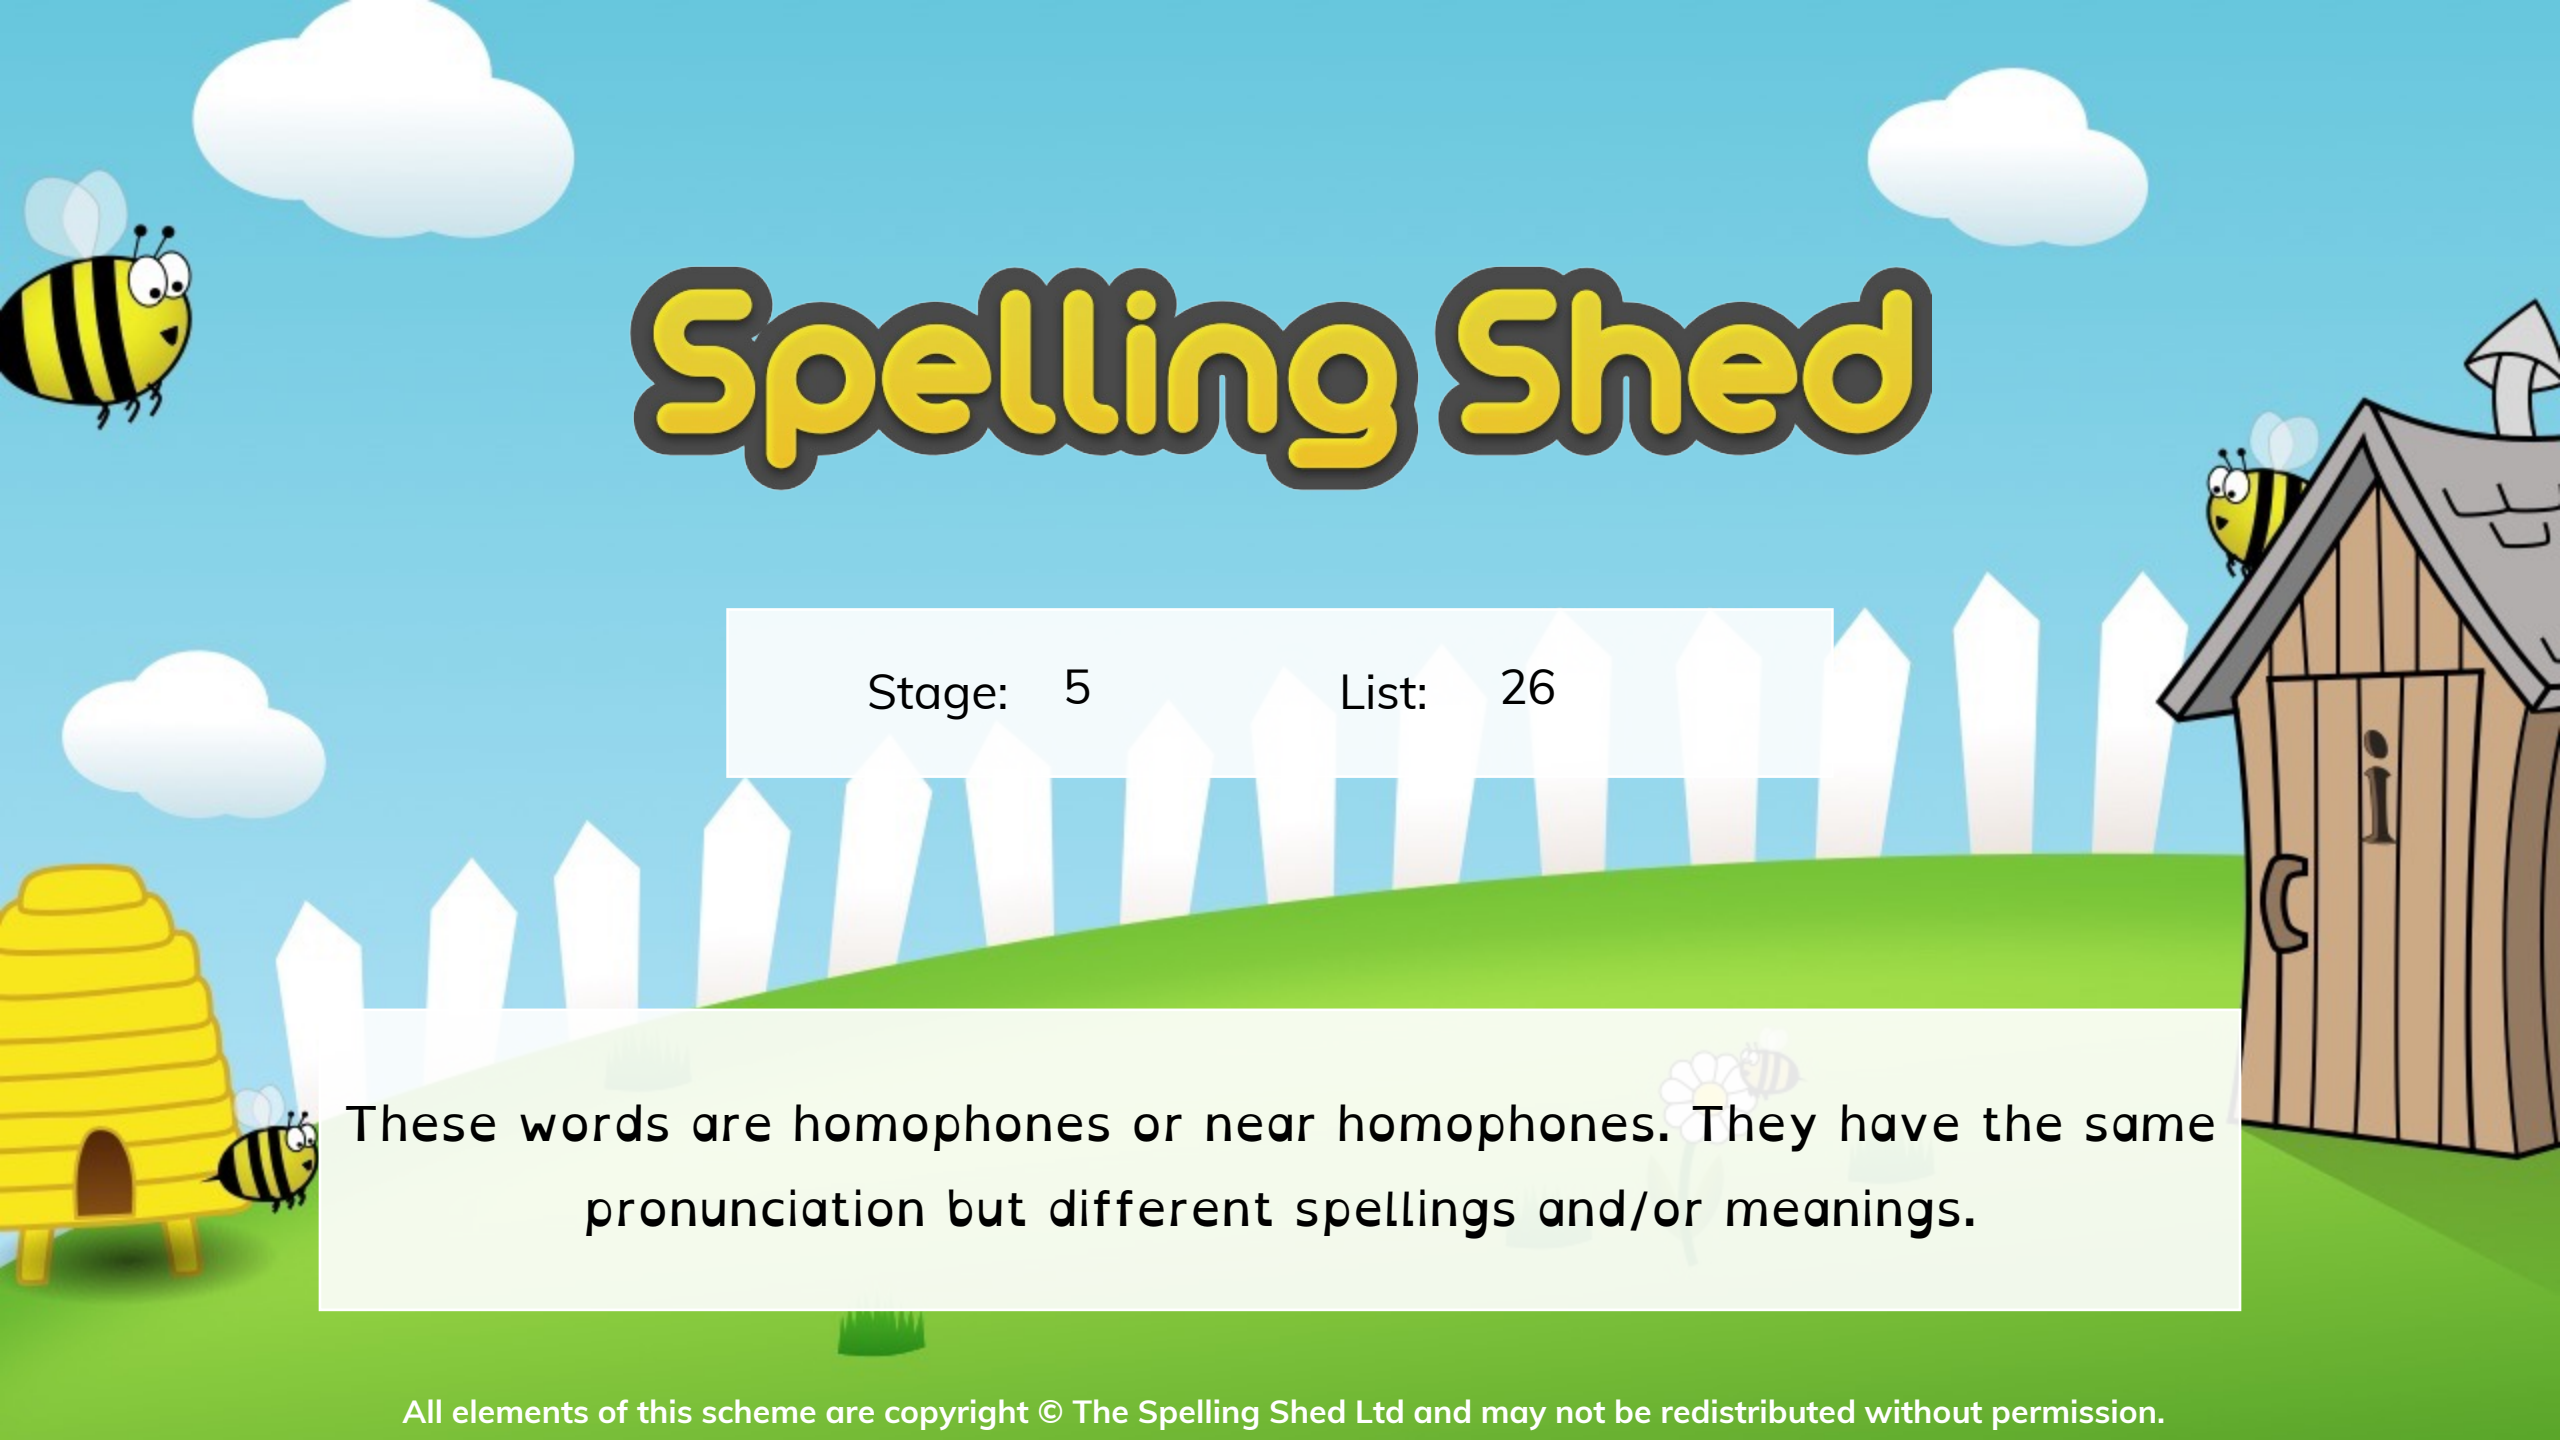 Spelling Shed
Stage: 5 List: 26
i
These words are homophones or near homophones. They have the same
pronunciation but different spellings and/or meanings.
All elements of this scheme are copyright © The Spelling Shed Ltd and may not be redistributed without permission.